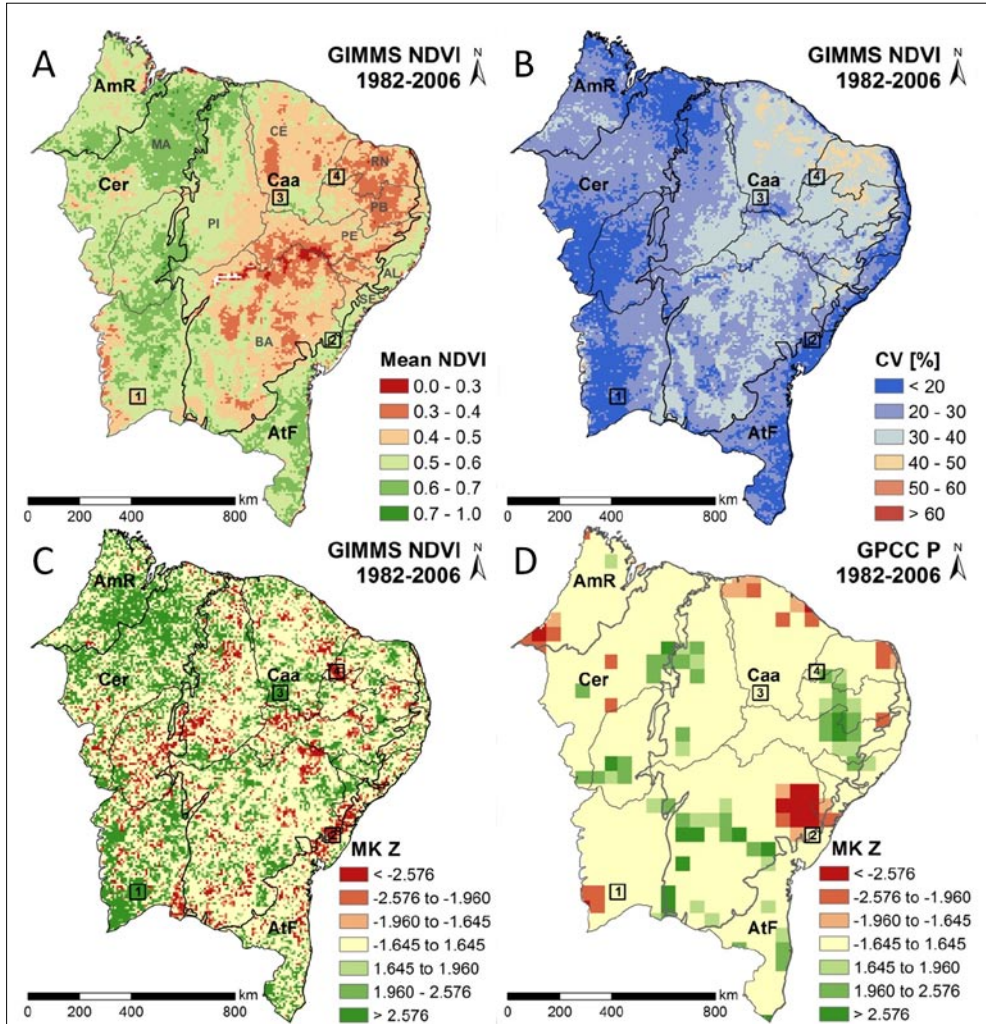 A
GIMMS NDVI
1982-2006
N
AmR
MA
CE
RN
Cer
Caa
4
3
PB
PI
PE
AL
SE
BA
2
1
AtF
Mean NDVI
0.0 - 0.3
0.3 - 0.4
0.4 - 0.5
0.5 - 0.6
0.6 - 0.7
0.7 - 1.0
km
0 200 400 800
B
GIMMS NDVI
1982-2006
N
AmR
Cer
Caa
4
3
2
1
AtF
CV [%]
< 20
20 - 30
30 - 40
40 - 50
50 - 60
> 60
km
0 200 400 800
C
GIMMS NDVI
1982-2006
N
AmR
Cer
Caa
4
3
2
1
AtF
MK Z
< -2.576
-2.576 to -1.960
-1.960 to -1.645
-1.645 to 1.645
1.645 to 1.960
1.960 - 2.576
> 2.576
km
0 200 400 800
D
GPCC P
1982-2006
N
AmR
Cer
Caa
4
3
2
1
AtF
MK Z
< -2.576
-2.576 to -1.960
-1.960 to -1.645
-1.645 to 1.645
1.645 to 1.960
1.960 to 2.576
> 2.576
km
0 200 400 800